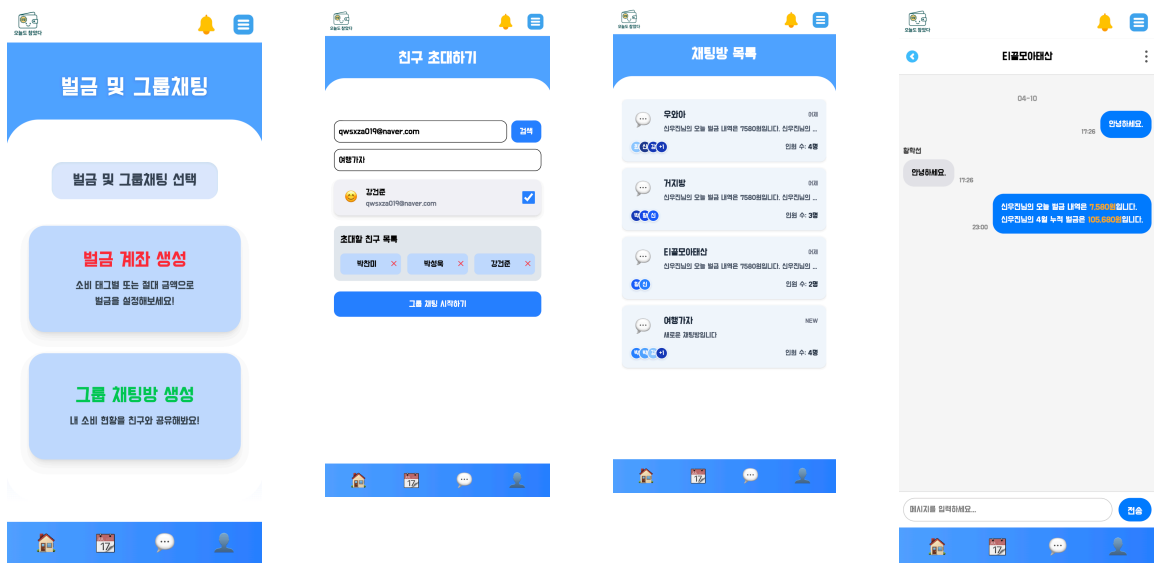 오늘도 참았다
벌금 및 그룹채팅
벌금 및 그룹채팅 선택
벌금 계좌 생성
소비 태그별 또는 절대 금액으로
벌금을 설정해보세요!
그룹 채팅방 생성
내 소비 현황을 친구와 공유해봐요!
17
오늘도 참았다
친구 초대하기
qwsxza019@naver.com
검색
여행가자
강건준
qwsxza019@naver.com
초대할 친구 목록
박찬미 ×
박성욱 ×
강건준 ×
그룹 채팅 시작하기
17
오늘도 참았다
채팅방 목록
우와아
어제
신우진님의 오늘 벌금 내역은 7580원입니다. 신우진님의 ...
+1
인원 수: 4명
거지방
어제
신우진님의 오늘 벌금 내역은 7580원입니다. 신우진님의 ...
인원 수: 3명
티끌모아태산
어제
신우진님의 오늘 벌금 내역은 7580원입니다. 신우진님의 ...
인원 수: 2명
여행가자
NEW
새로운 채팅방입니다
+1
인원 수: 4명
17
오늘도 참았다
티끌모아태산
04-10
안녕하세요.
17:26
안녕하세요.
17:26
신우진님의 오늘 벌금 내역은 7,580원입니다.
신우진님의 4월 누적 벌금은 105,680원입니다.
23:00
메시지를 입력하세요...
전송
17